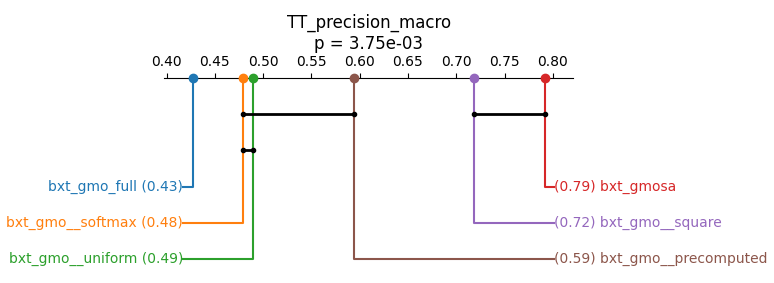 TT_precision_macro
p = 3.75e-03
0.40 0.45 0.50 0.55 0.60 0.65 0.70 0.75 0.80
bxt_gmo_full (0.43)
(0.79) bxt_gmosa
bxt_gmo__softmax (0.48)
(0.72) bxt_gmo__square
bxt_gmo__uniform (0.49)
(0.59) bxt_gmo__precomputed